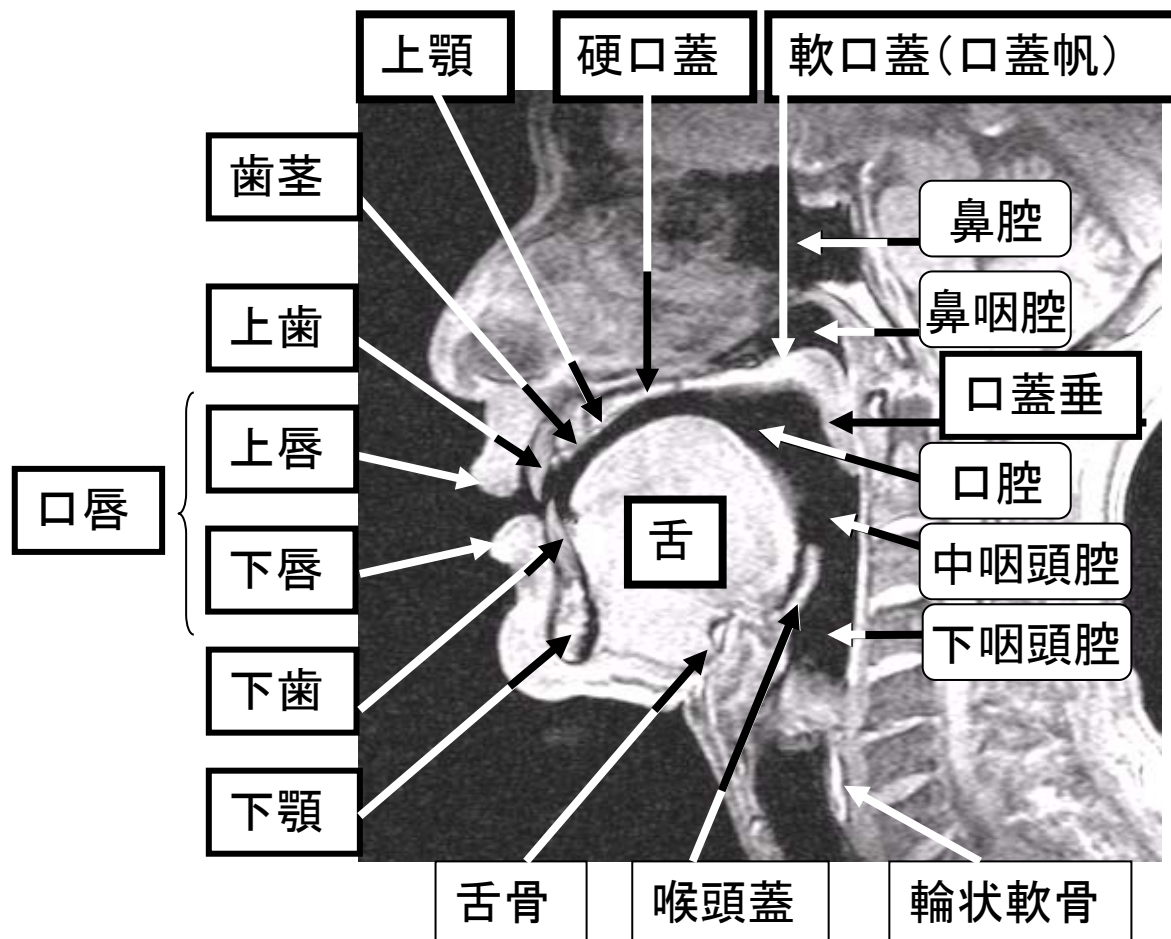 上顎
硬口蓋
軟口蓋(口蓋帆)
歯茎
上歯
口唇
上唇
下唇
下歯
下顎
鼻腔
鼻咽腔
口蓋垂
口腔
中咽頭腔
下咽頭腔
舌
舌骨
喉頭蓋
輪状軟骨